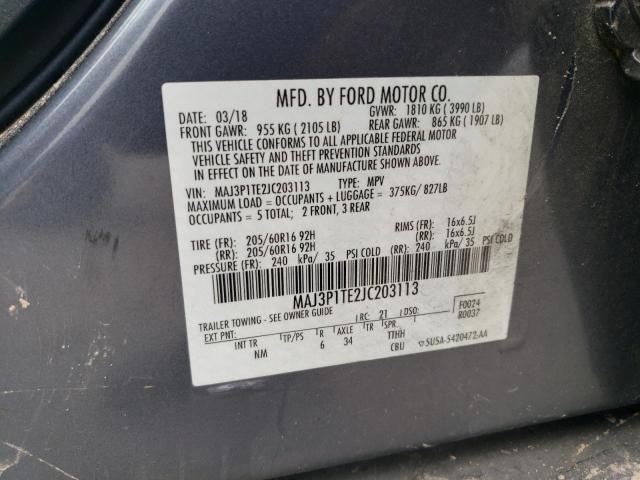 MFD. BY FORD MOTOR CO.
DATE: 03/18 GVWR: 1810 KG (3990 LB)
FRONT GAWR: 955 KG (2105 LB) REAR GAWR: 865 KG (1907 LB)
THIS VEHICLE CONFORMS TO ALL APPLICABLE FEDERAL MOTOR
VEHICLE SAFETY AND THEFT PREVENTION STANDARDS
IN EFFECT ON THE DATE OF MANUFACTURE SHOWN ABOVE.
VIN: MAJ3P1TE2JC203113 TYPE: MPV
MAXIMUM LOAD = OCCUPANTS + LUGGAGE = 375KG/827LB
OCCUPANTS = 5 TOTAL; 2 FRONT, 3 REAR
TIRE (FR): 205/60R16 92H RIMS (FR): 16x6.5J
(RR): 205/60R16 92H (RR): 16x6.5J
PRESSURE (FR): 240 kPa/ 35 PSI COLD (RR): 240 kPa/ 35 PSI COLD
MAJ3P1TE2JC203113
TRAILER TOWING - SEE OWNER GUIDE RC: 21 DSO: F0024
EXT PNT: INT TR TP/PS R AXLE TR SPR R0037
NM 6 34 TTHH
CBU SUSA-5420472-AA